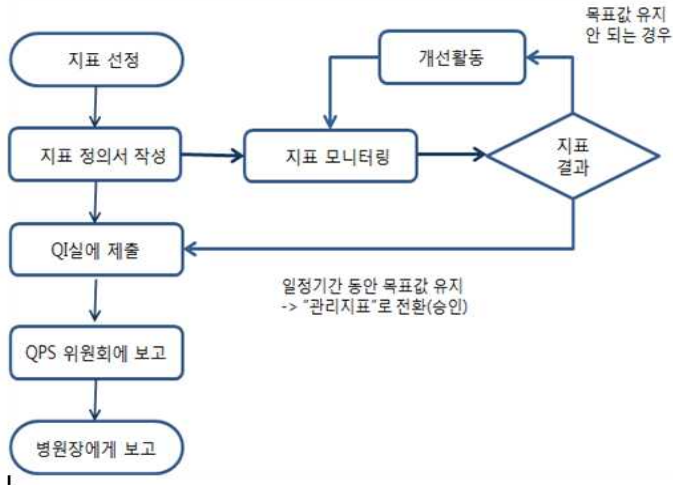 목표값 유지
안 되는 경우
지표 선정
개선활동
지표 정의서 작성
지표 모니터링
지표
결과
QI실에 제출
일정기간 동안 목표값 유지
-> "관리지표"로 전환(승인)
QPS 위원회에 보고
병원장에게 보고